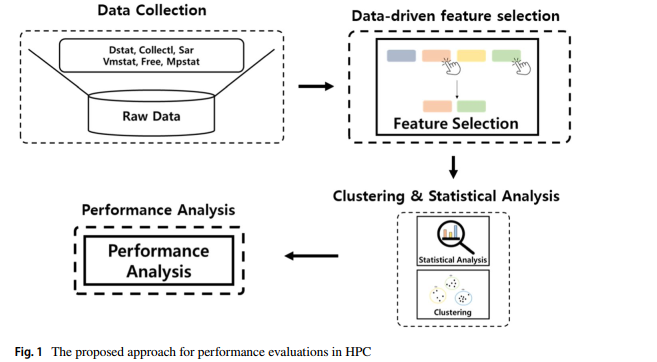 Data Collection
Dstat, Collectl, Sar
Vmstat, Free, Mpstat
Raw Data
Data-driven feature selection
Feature Selection
Clustering & Statistical Analysis
Statistical Analysis
Clustering
Performance Analysis
Performance
Analysis
Fig. 1 The proposed approach for performance evaluations in HPC